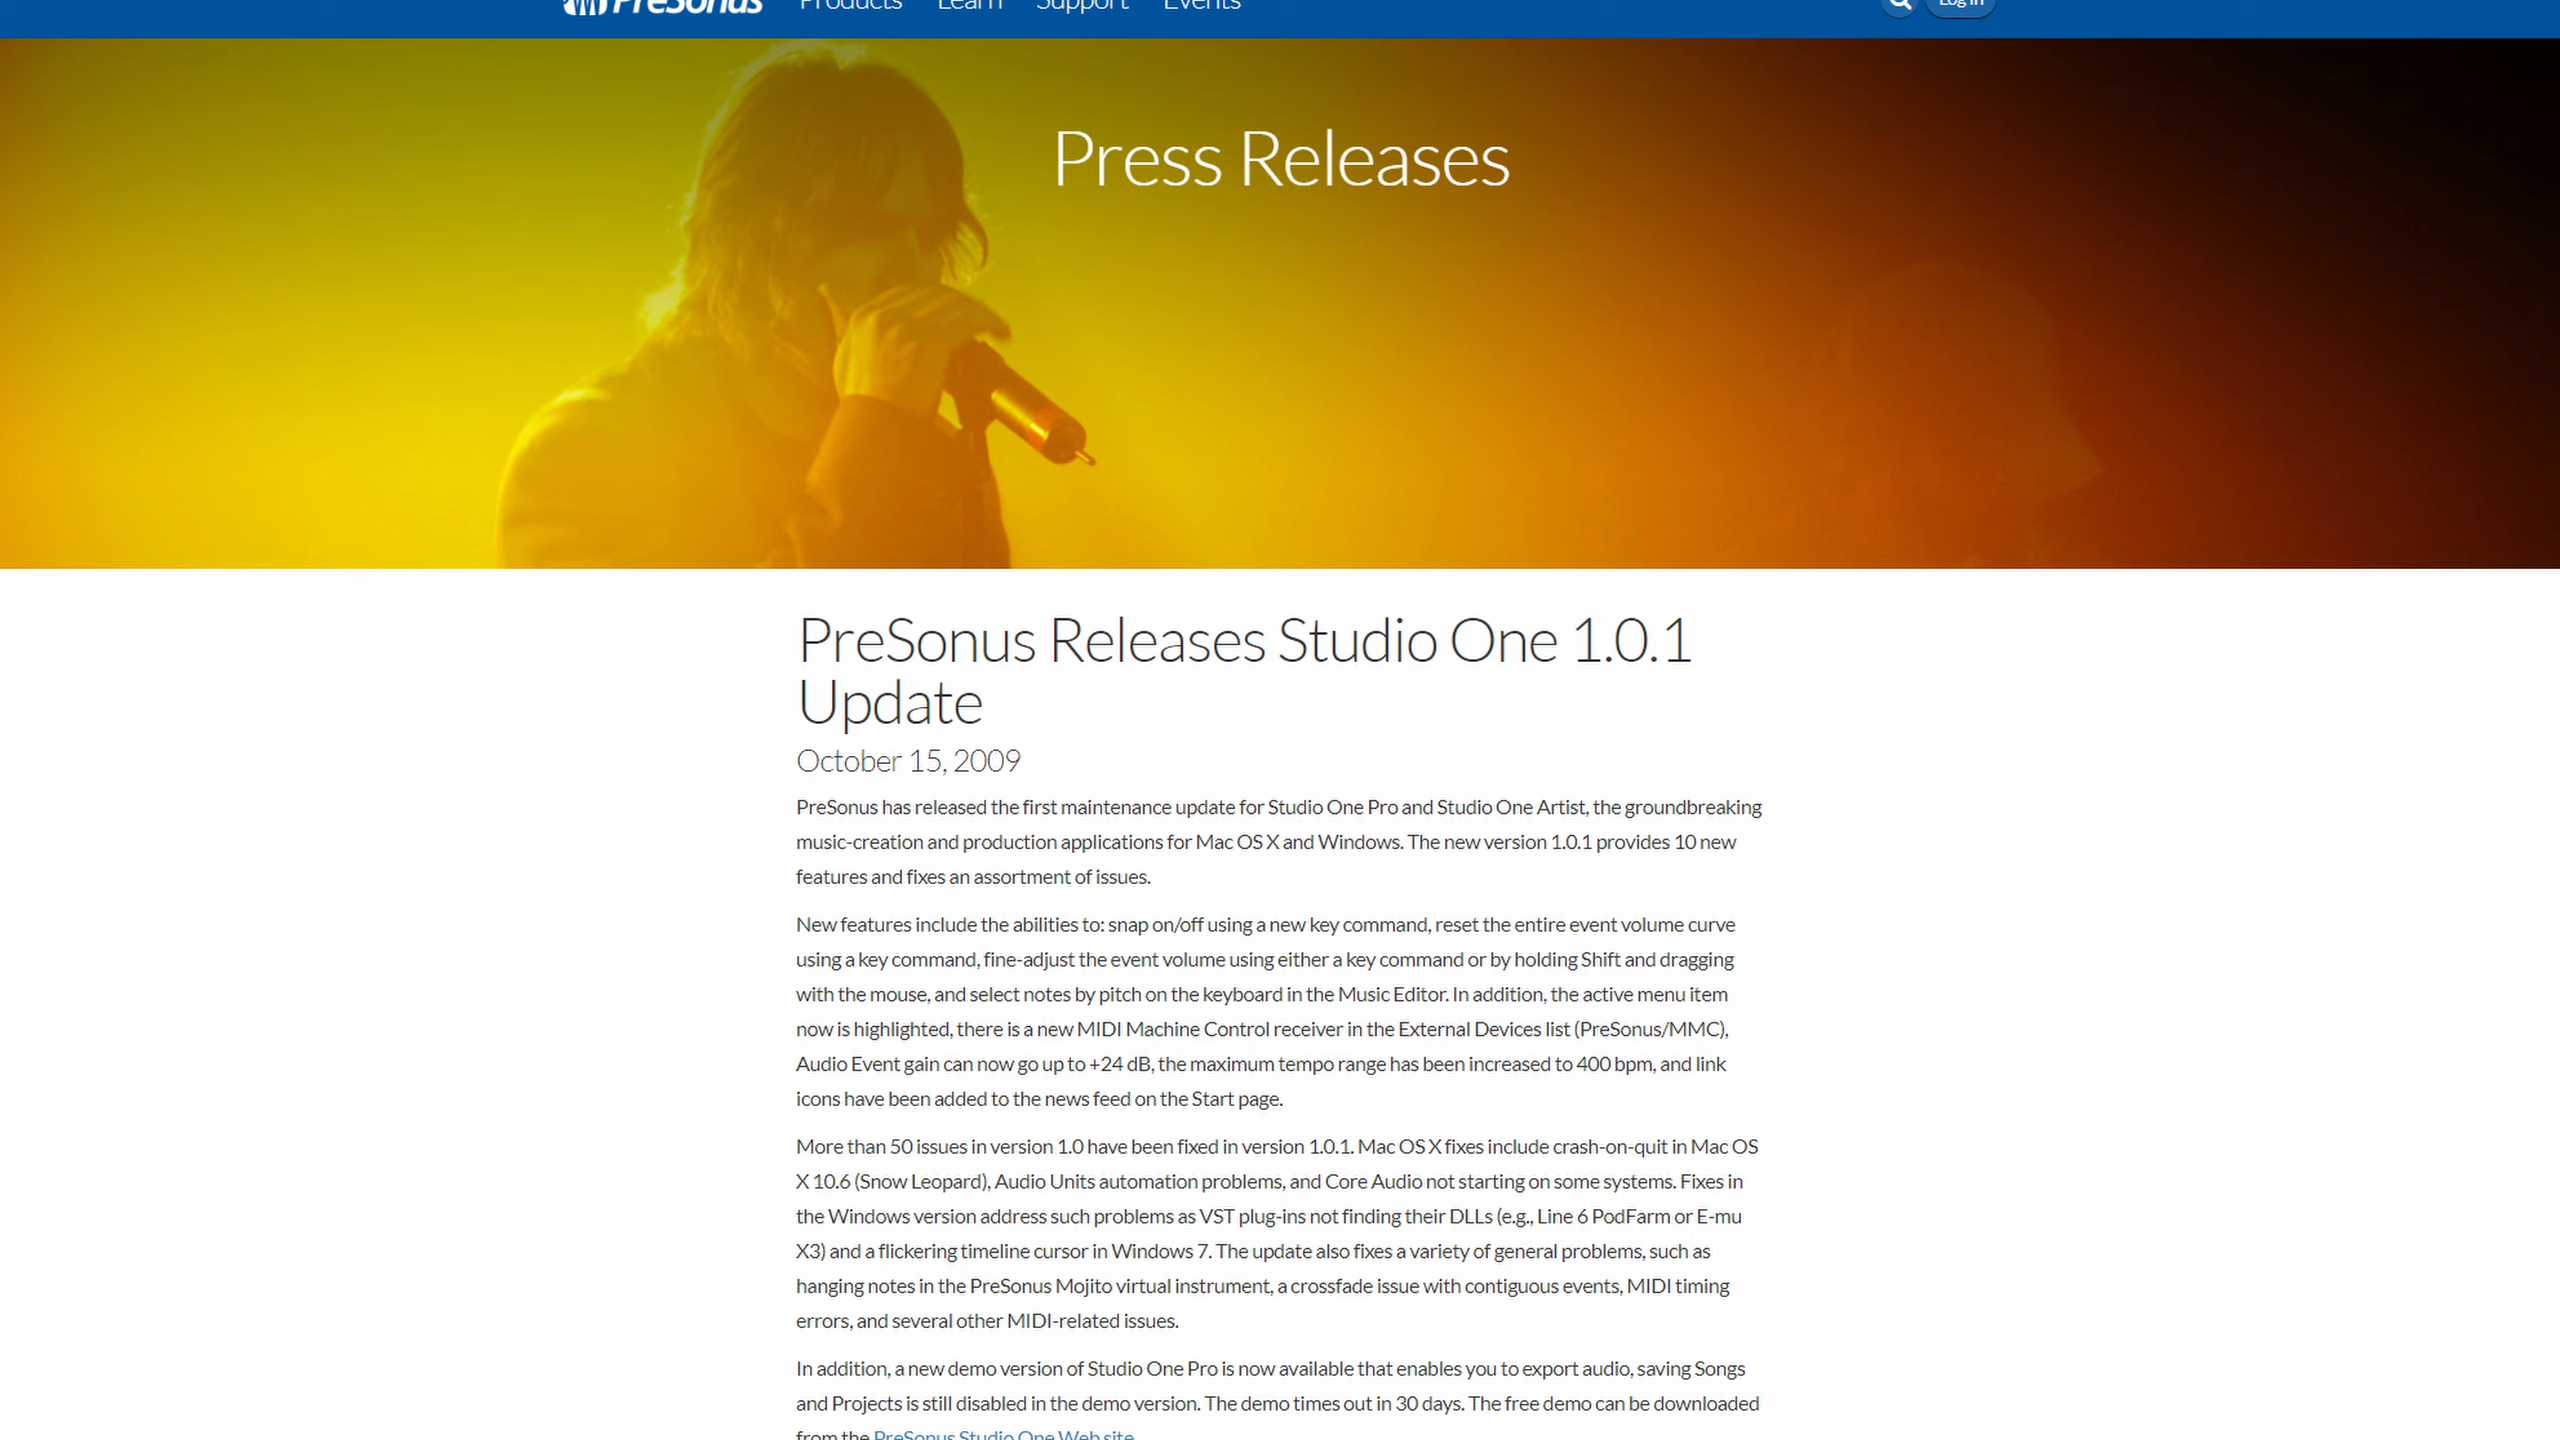 PreSonus Products Learn Support Events Log In
Press Releases
PreSonus Releases Studio One 1.0.1
Update
October 15, 2009
PreSonus has released the first maintenance update for Studio One Pro and Studio One Artist, the groundbreaking
music-creation and production applications for Mac OS X and Windows. The new version 1.0.1 provides 10 new
features and fixes an assortment of issues.
New features include the abilities to: snap on/off using a new key command, reset the entire event volume curve
using a key command, fine-adjust the event volume using either a key command or by holding Shift and dragging
with the mouse, and select notes by pitch on the keyboard in the Music Editor. In addition, the active menu item
now is highlighted, there is a new MIDI Machine Control receiver in the External Devices list (PreSonus/MMC),
Audio Event gain can now go up to +24 dB, the maximum tempo range has been increased to 400 bpm, and link
icons have been added to the news feed on the Start page.
More than 50 issues in version 1.0 have been fixed in version 1.0.1. Mac OS X fixes include crash-on-quit in Mac OS
X 10.6 (Snow Leopard), Audio Units automation problems, and Core Audio not starting on some systems. Fixes in
the Windows version address such problems as VST plug-ins not finding their DLLs (e.g., Line 6 PodFarm or E-mu
X3) and a flickering timeline cursor in Windows 7. The update also fixes a variety of general problems, such as
hanging notes in the PreSonus Mojito virtual instrument, a crossfade issue with contiguous events, MIDI timing
errors, and several other MIDI-related issues.
In addition, a new demo version of Studio One Pro is now available that enables you to export audio, saving Songs
and Projects is still disabled in the demo version. The demo times out in 30 days. The free demo can be downloaded
from the PreSonus Studio One Web site.